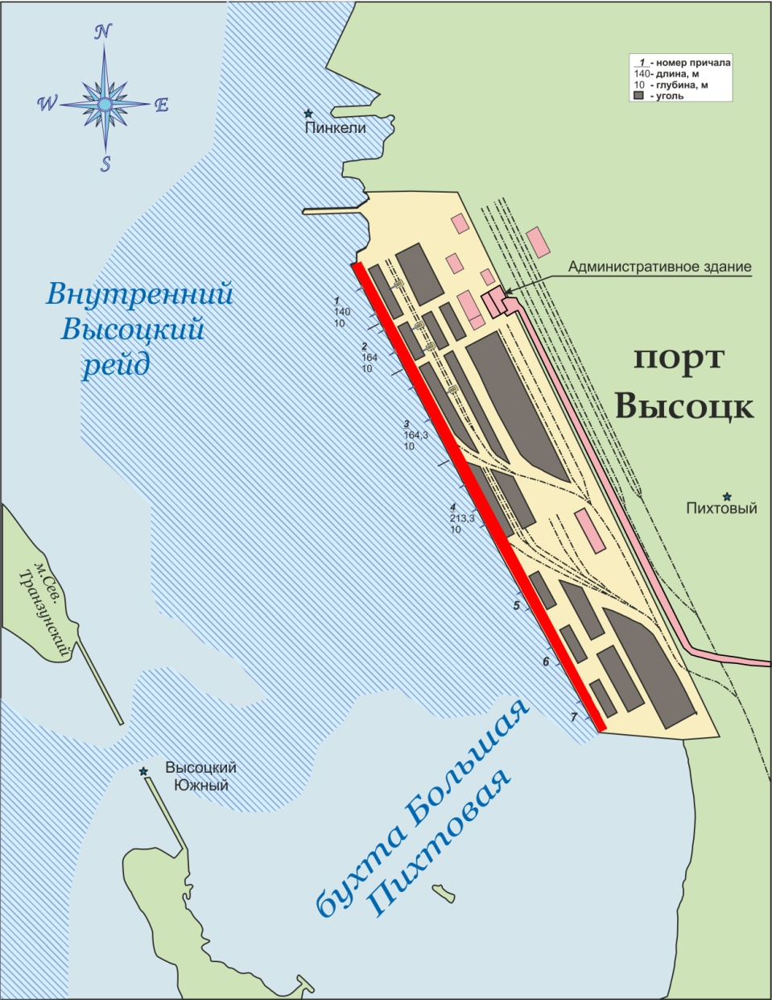 N
W
E
S
1 - номер причала
140- длина, м
10 - глубина, м
- уголь
Пинкели
Административное здание
Внутренний
Высоцкий
рейд
порт
Высоцк
1
140
10
2
164
10
3
164,3
10
4
213,3
10
5
6
7
Пихтовый
м.Сев.
Транзунский
Высоцкий
Южный
бухта Большая
Пихтовая